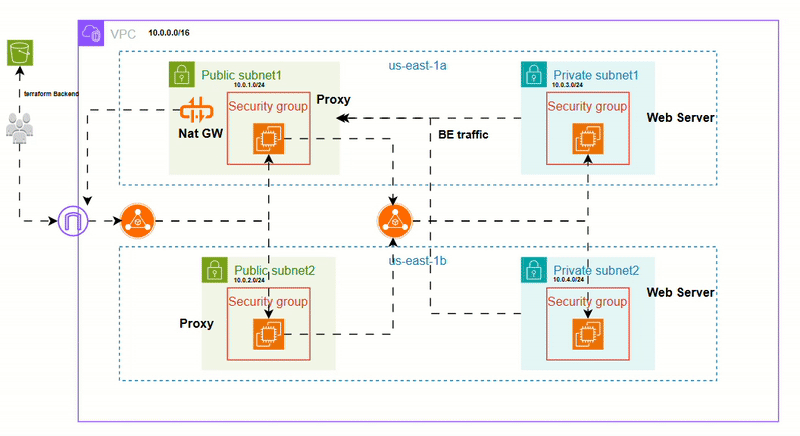 VPC
10.0.0.0/16
us-east-1a
Public subnet1
10.0.1.0/24
Private subnet1
10.0.3.0/24
terraform Backend
Security group
Proxy
Security group
Web Server
Nat GW
BE traffic
us-east-1b
Public subnet2
10.0.2.0/24
Private subnet2
10.0.4.0/24
Security group
Security group
Web Server
Proxy